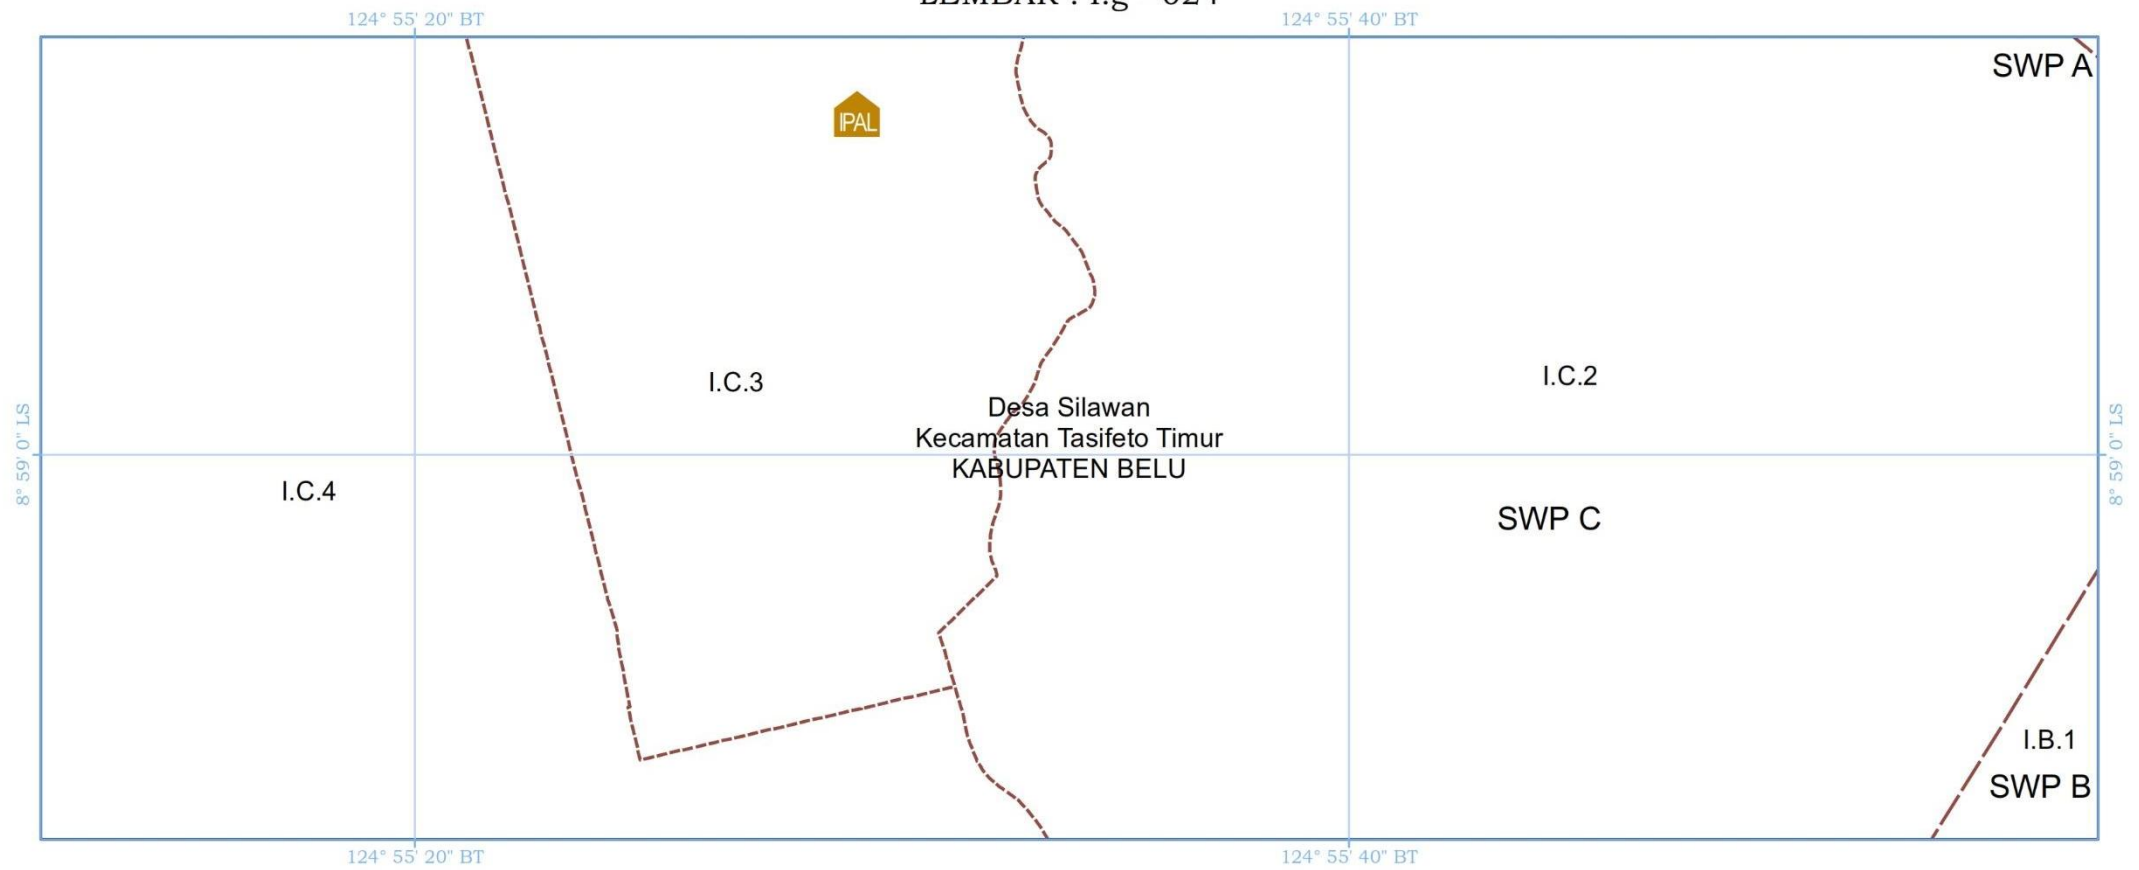 124° 55' 20" BT
124° 55' 40" BT
SWP A
IPAL
I.C.3
I.C.2
Desa Silawan
Kecamatan Tasifeto Timur
KABUPATEN BELU
8° 59' 0" LS
8° 59' 0" LS
I.C.4
SWP C
I.B.1
SWP B
124° 55' 20" BT
124° 55' 40" BT